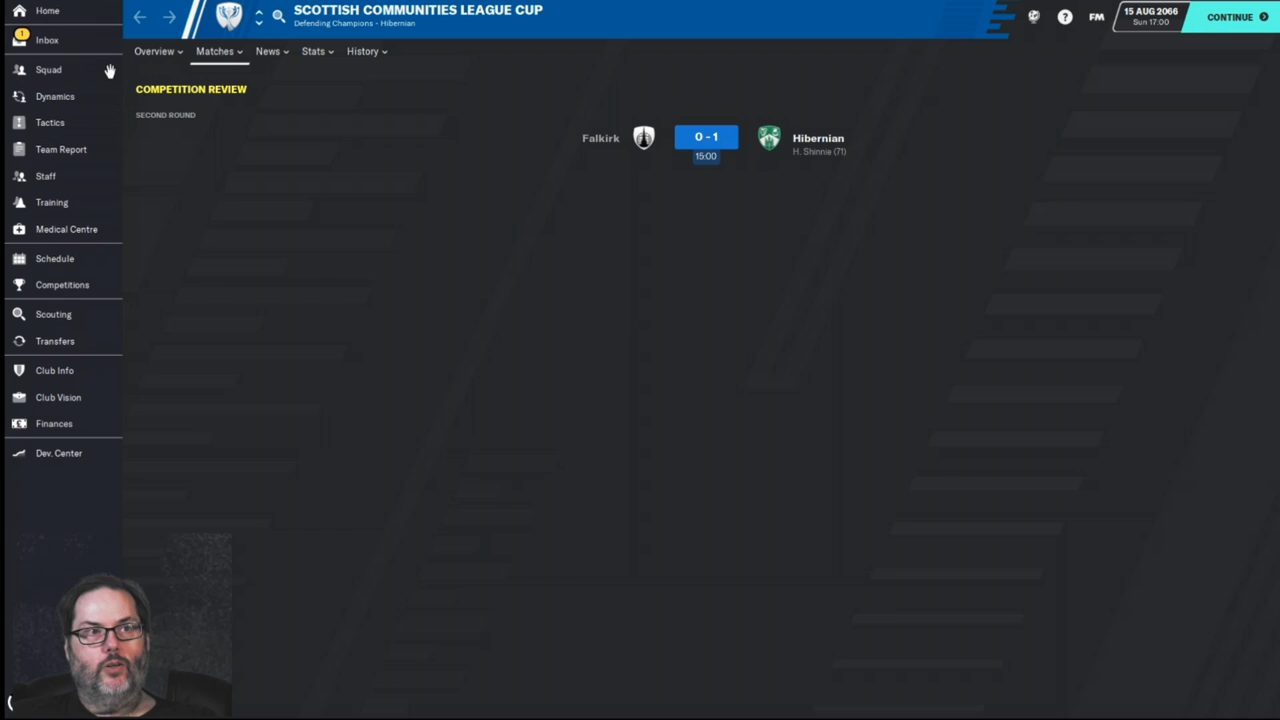 Home
SCOTTISH COMMUNITIES LEAGUE CUP
Defending Champions - Hibernian
?
FM
15 AUG 2066
Sun 17:00
CONTINUE
1
Inbox
Overview
Matches
News
Stats
History
Squad
COMPETITION REVIEW
Dynamics
SECOND ROUND
Tactics
Falkirk
0 - 1
Hibernian
H. Shinnie (71)
15:00
Team Report
Staff
Training
Medical Centre
Schedule
Competitions
Scouting
Transfers
Club Info
Club Vision
Finances
Dev. Center